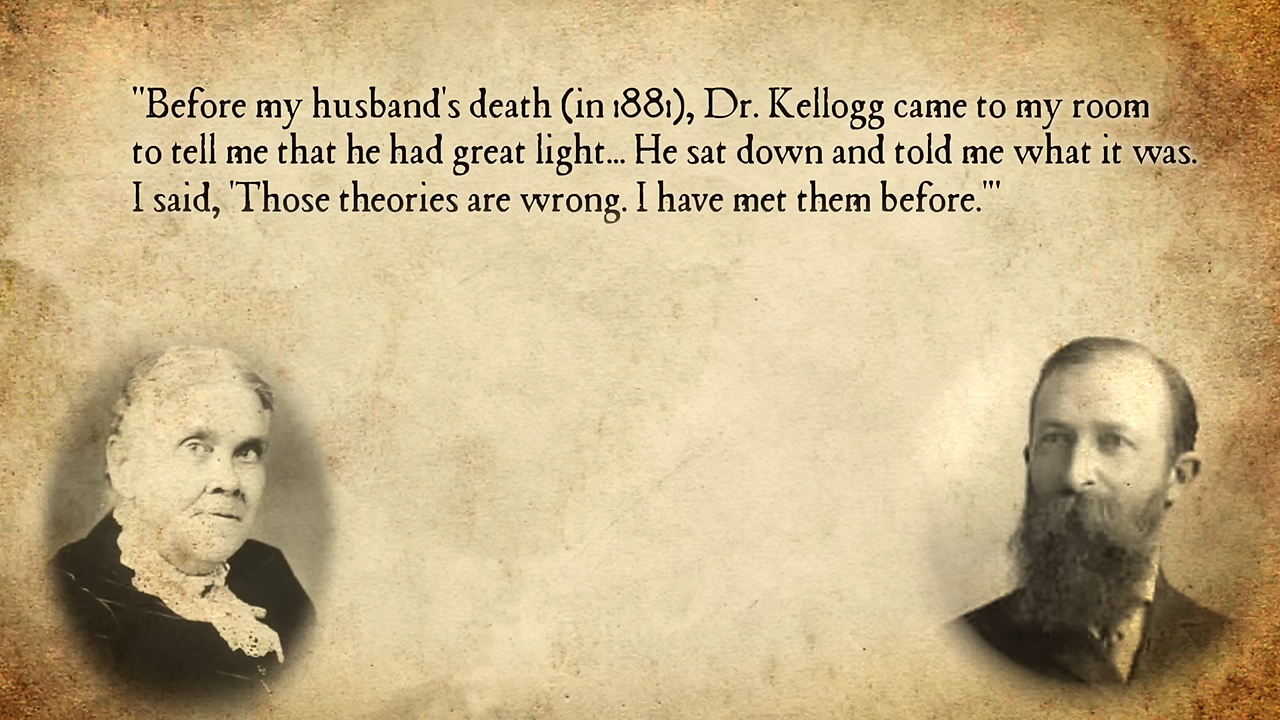 "Before my husband's death (in 1881), Dr. Kellogg came to my room
to tell me that he had great light... He sat down and told me what it was.
I said, 'Those theories are wrong. I have met them before.'"